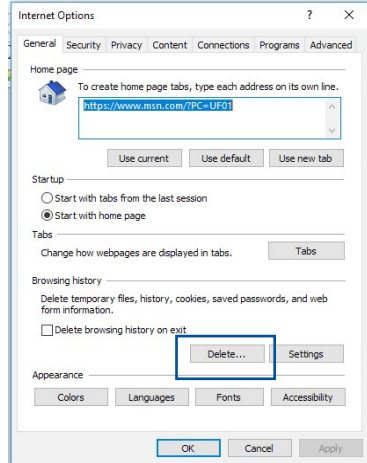 Internet Options ? X
General Security Privacy Content Connections Programs Advanced
Home page
To create home page tabs, type each address on its own line.
https://www.msn.com/?PC=UF01
Use current Use default Use new tab
Startup
Start with tabs from the last session
Start with home page
Tabs
Change how webpages are displayed in tabs. Tabs
Browsing history
Delete temporary files, history, cookies, saved passwords, and web
form information.
Delete browsing history on exit
Delete... Settings
Appearance
Colors Languages Fonts Accessibility
OK Cancel Apply